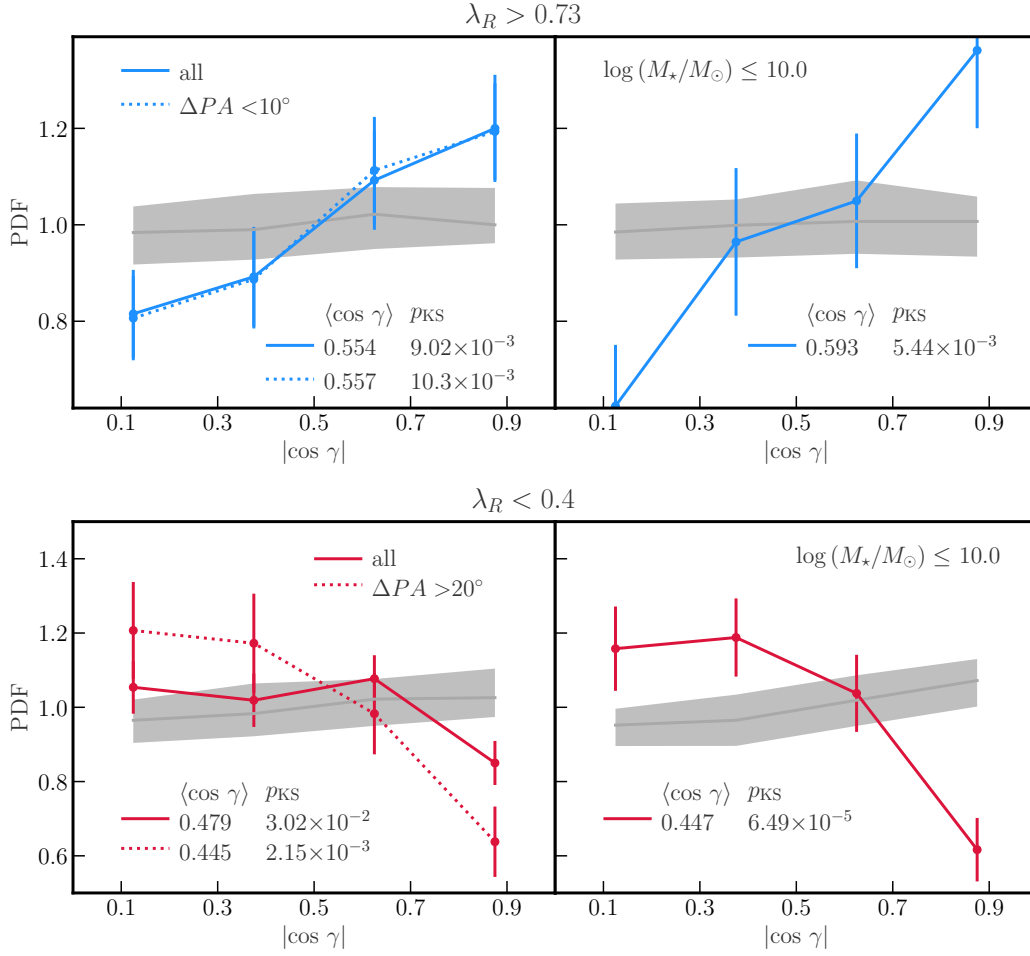 λ_R > 0.73
all
ΔPA <10°
log (M⋆/M⊙) ≤ 10.0
PDF
1.2
1.0
0.8
⟨cos γ⟩ p_KS
0.554 9.02×10⁻³
0.557 10.3×10⁻³
⟨cos γ⟩ p_KS
0.593 5.44×10⁻³
0.1 0.3 0.5 0.7 0.9
0.1 0.3 0.5 0.7 0.9
|cos γ|
|cos γ|
λ_R < 0.4
all
ΔPA >20°
log (M⋆/M⊙) ≤ 10.0
PDF
1.4
1.2
1.0
0.8
0.6
⟨cos γ⟩ p_KS
0.479 3.02×10⁻²
0.445 2.15×10⁻³
⟨cos γ⟩ p_KS
0.447 6.49×10⁻⁵
0.1 0.3 0.5 0.7 0.9
0.1 0.3 0.5 0.7 0.9
|cos γ|
|cos γ|